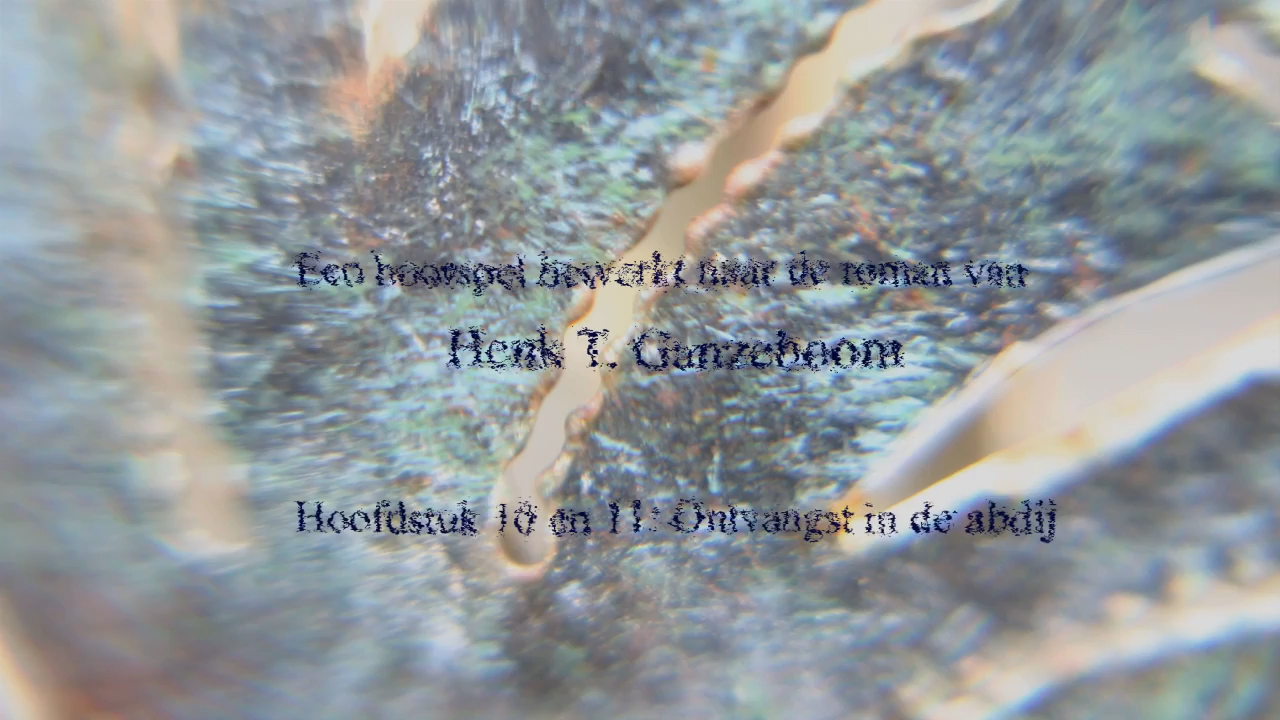 Een hoorspel bewerkt naar de roman van
Henk T. Ganzeboom
Hoofdstuk 10 en 11: Ontvangst in de abdij